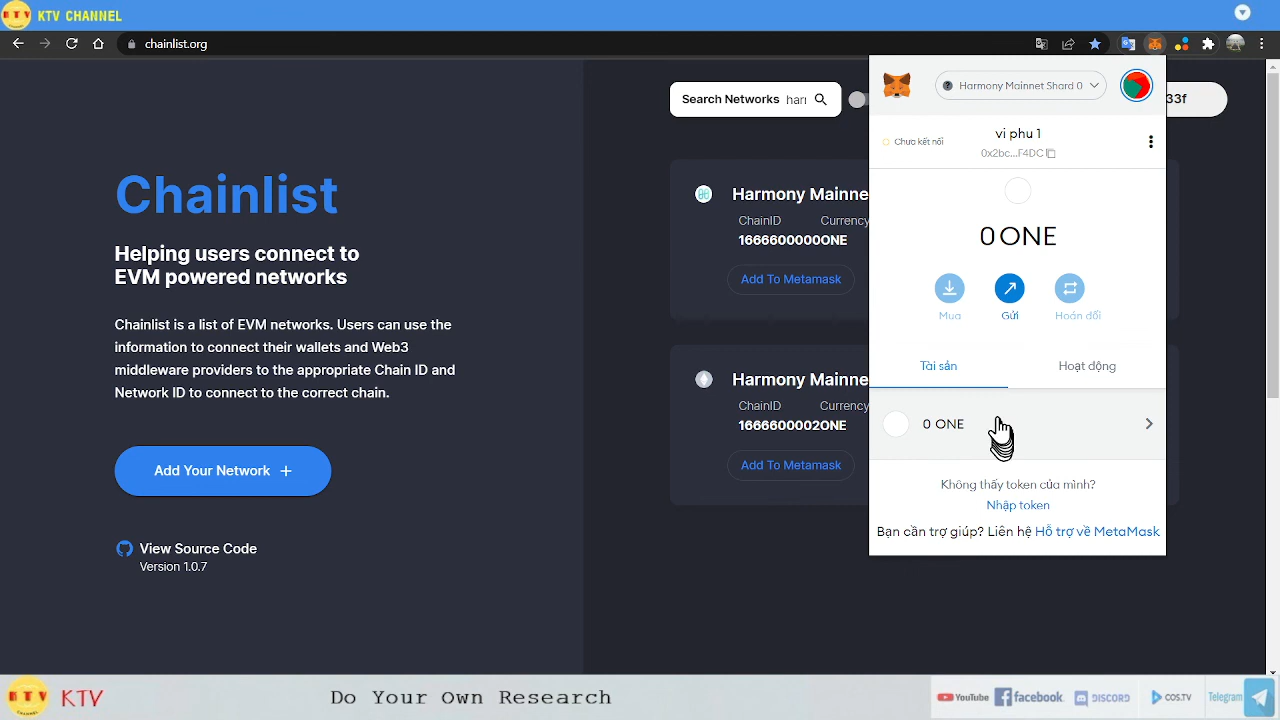 KTV CHANNEL
chainlist.org
Chainlist
Helping users connect to
EVM powered networks
Chainlist is a list of EVM networks. Users can use the
information to connect their wallets and Web3
middleware providers to the appropriate Chain ID and
Network ID to connect to the correct chain.
Add Your Network +
View Source Code
Version 1.0.7
Search Networks
33f
Harmony Mainne
ChainID Currency
1666600000ONE
Add To Metamask
Harmony Mainne
ChainID Currency
1666600002ONE
Add To Metamask
Harmony Mainnet Shard 0
Chưa kết nối
vi phu 1
0x2bc...F4DC
0 ONE
Mua Gửi Hoán đổi
Tài sản Hoạt động
0 ONE
Không thấy token của mình?
Nhập token
Bạn cần trợ giúp? Liên hệ Hỗ trợ về MetaMask
KTV CHANNEL
KTV
Do Your Own Research
YouTube facebook. DISCORD COS.TV Telegram